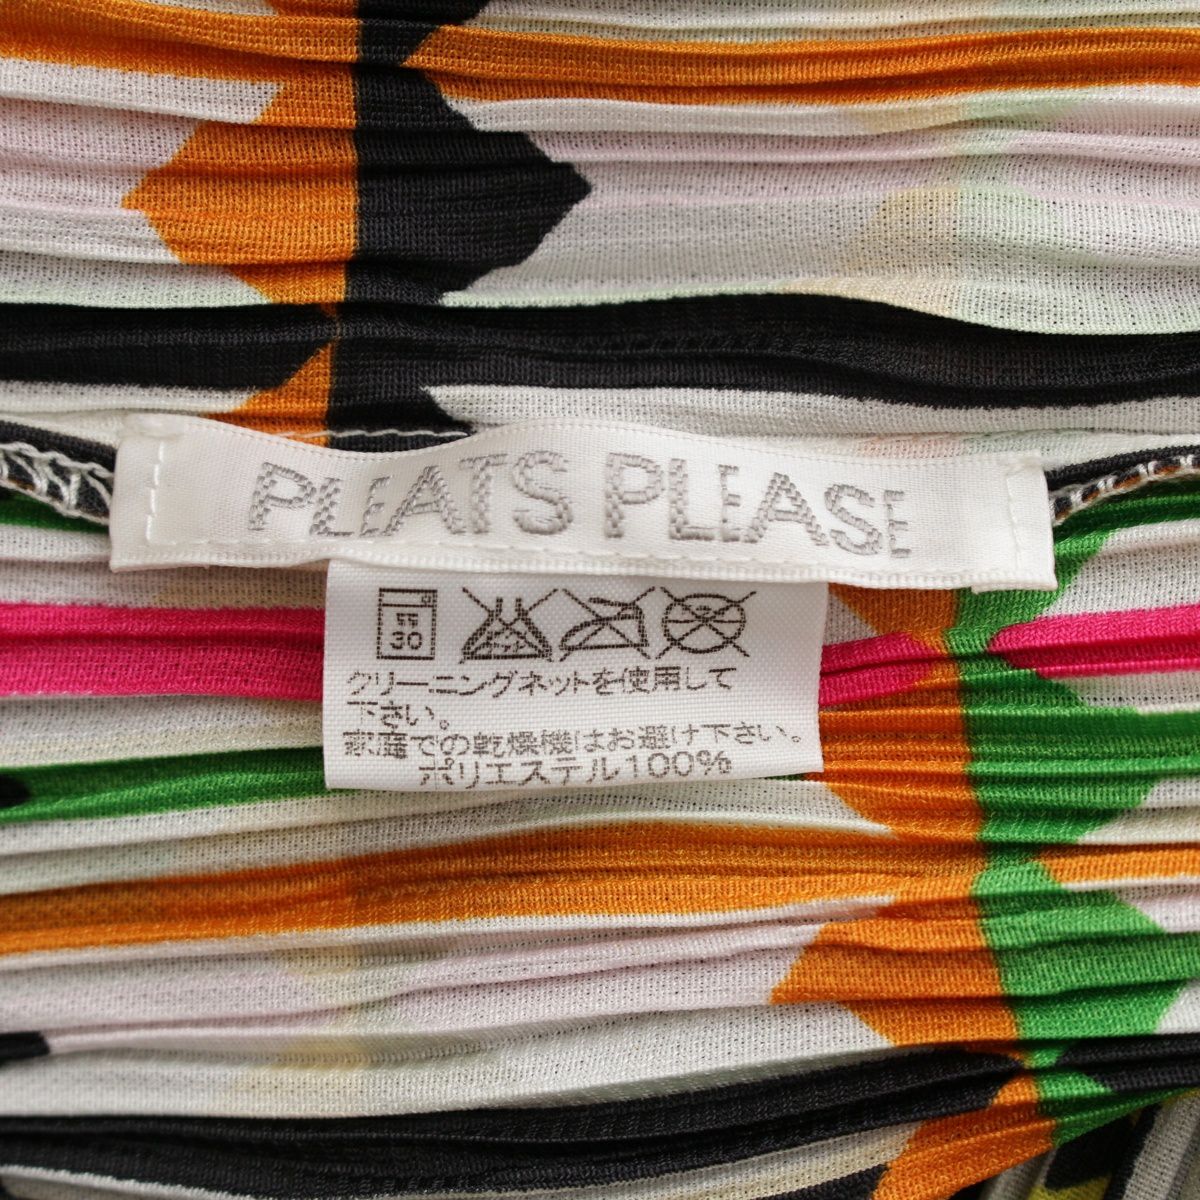 PLEATS PLEASE
弱
30
クリーニングネットを使用して
下さい。
家庭での乾燥機はお避け下さい。
ポリエステル100%